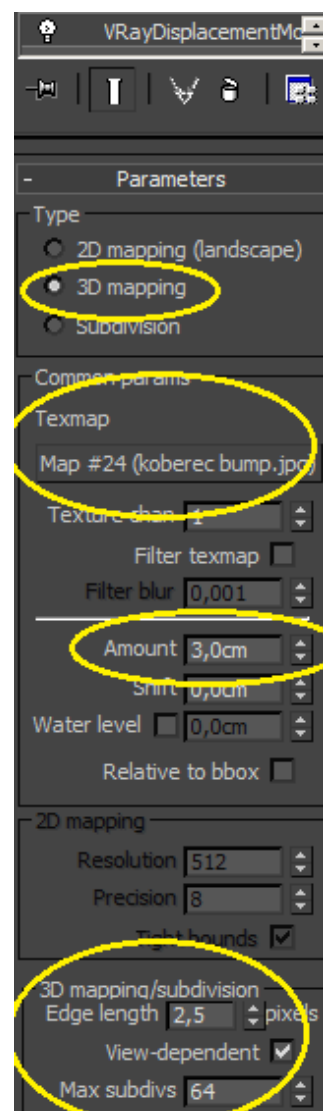 VRayDisplacementMo
- Parameters
Type
2D mapping (landscape)
3D mapping
Subdivision
Common params
Texmap
Map #24 (koberec bump.jpg)
Texture chan 1
Filter texmap
Filter blur 0,001
Amount 3,0cm
Shift 0,0cm
Water level 0,0cm
Relative to bbox
2D mapping
Resolution 512
Precision 8
Tight bounds
3D mapping/subdivision
Edge length 2,5 pixels
View-dependent
Max subdivs 64